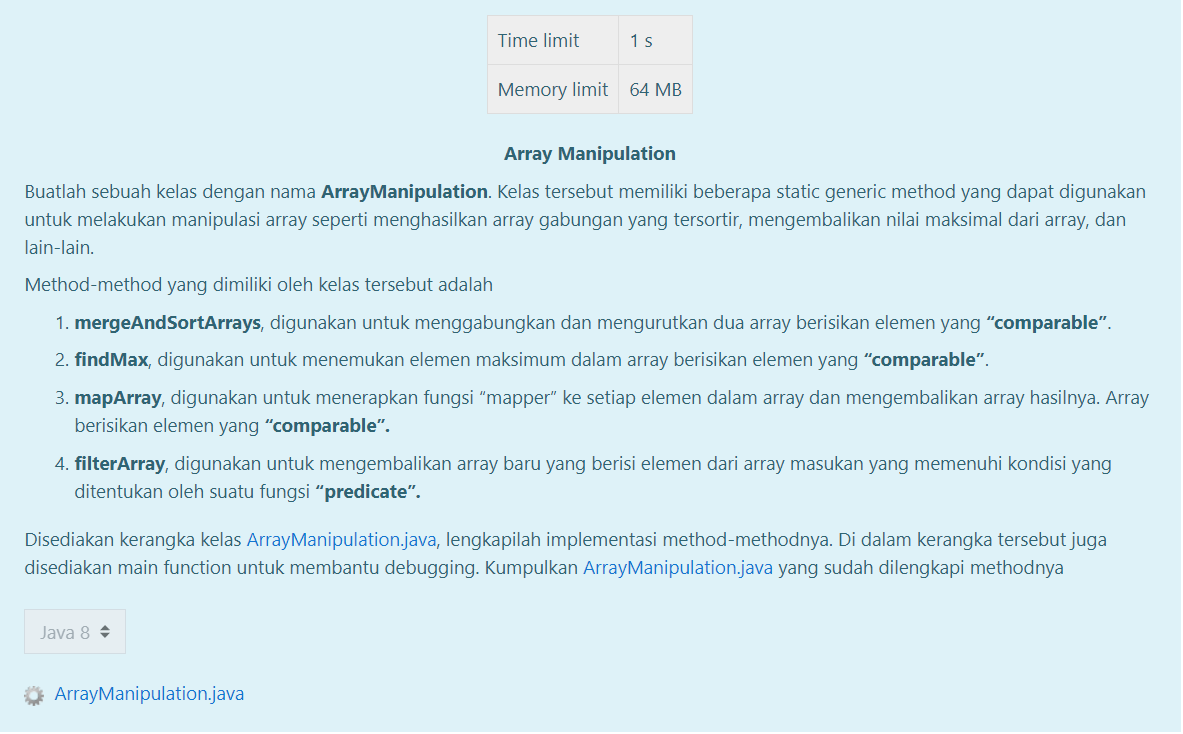 Time limit 1 s
Memory limit 64 MB
Array Manipulation
Buatlah sebuah kelas dengan nama ArrayManipulation. Kelas tersebut memiliki beberapa static generic method yang dapat digunakan
untuk melakukan manipulasi array seperti menghasilkan array gabungan yang tersortir, mengembalikan nilai maksimal dari array, dan
lain-lain.
Method-method yang dimiliki oleh kelas tersebut adalah
1. mergeAndSortArrays, digunakan untuk menggabungkan dan mengurutkan dua array berisikan elemen yang “comparable”.
2. findMax, digunakan untuk menemukan elemen maksimum dalam array berisikan elemen yang “comparable”.
3. mapArray, digunakan untuk menerapkan fungsi “mapper” ke setiap elemen dalam array dan mengembalikan array hasilnya. Array
berisikan elemen yang “comparable”.
4. filterArray, digunakan untuk mengembalikan array baru yang berisi elemen dari array masukan yang memenuhi kondisi yang
ditentukan oleh suatu fungsi “predicate”.
Disediakan kerangka kelas ArrayManipulation.java, lengkapilah implementasi method-methodnya. Di dalam kerangka tersebut juga
disediakan main function untuk membantu debugging. Kumpulkan ArrayManipulation.java yang sudah dilengkapi methodnya
Java 8
ArrayManipulation.java